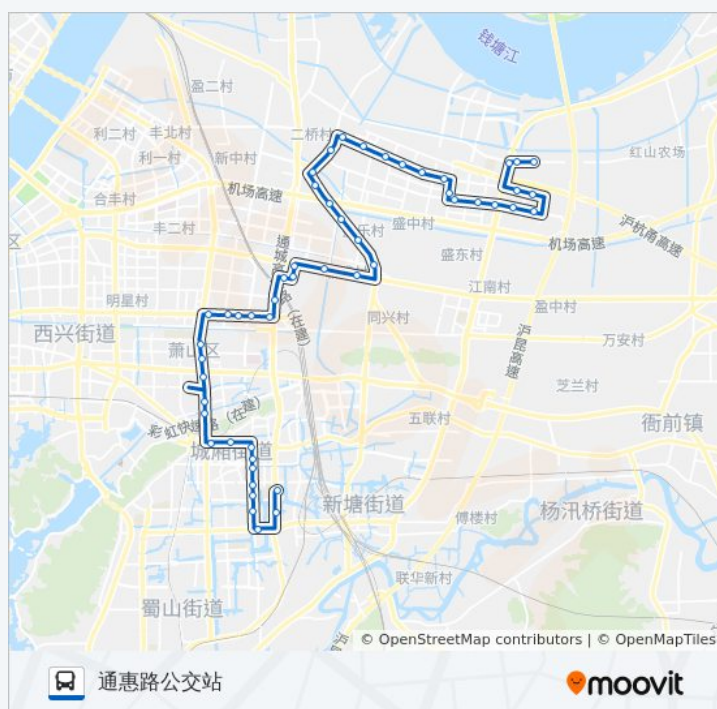 钱塘江
盈二村
利二村
丰北村
二桥村
利一村
新中村
红山农场
合丰村
机场高速
丰二村
乐村
盛中村
沪杭甬高速
机场高速
盛东村
江南村
明星村
盈中村
西兴街道
同兴村
沪昆高速
万安村
萧山区
芝兰村
五联村
衙前镇
虹快速路(在建)
城厢街道
新塘街道
傅楼村
杨汛桥街道
联华新村
蜀山街道
© OpenStreetMap contributors | © OpenMapTiles
通惠路公交站
moovit